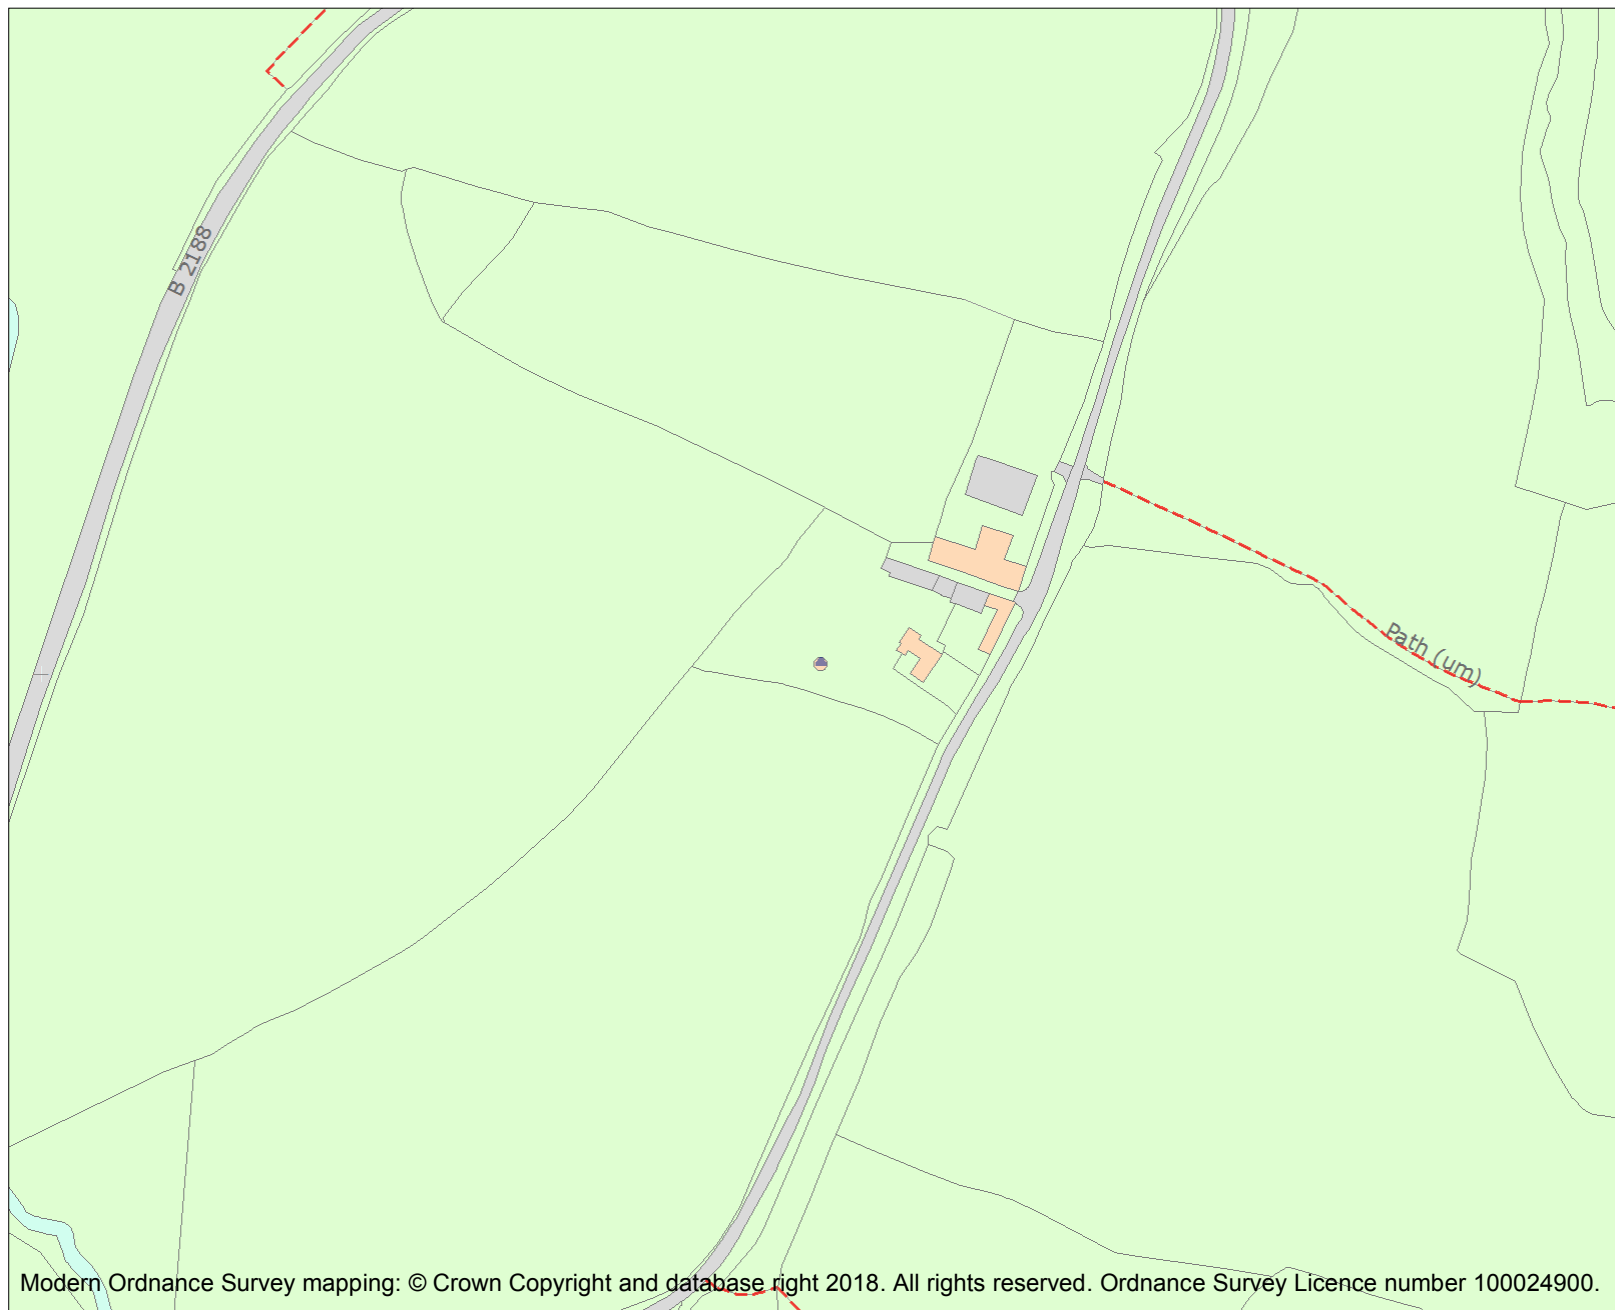 B 2188
Path (um)
Modern Ordnance Survey mapping: © Crown Copyright and database right 2018. All rights reserved. Ordnance Survey Licence number 100024900.